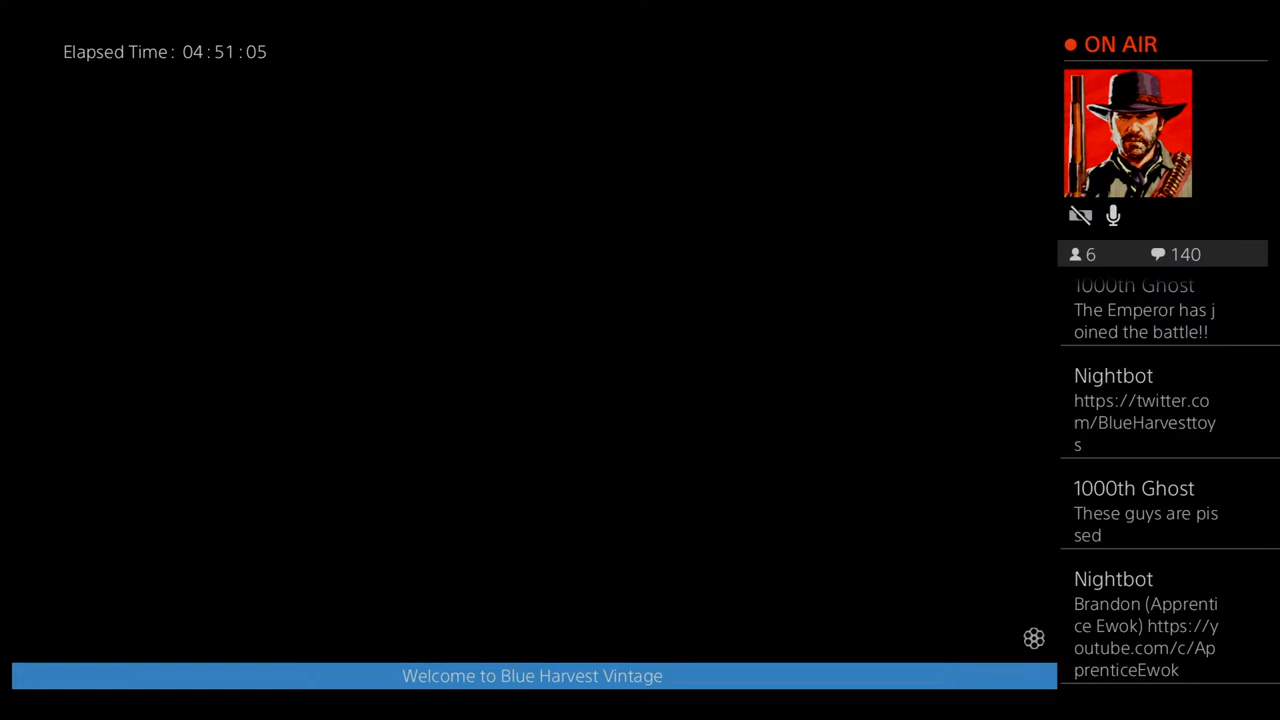 Elapsed Time: 04:51:05
ON AIR
6 140
1000th Ghost
The Emperor has j
oined the battle!!
Nightbot
https://twitter.co
m/BlueHarvesttoy
s
1000th Ghost
These guys are pis
sed
Nightbot
Brandon (Apprenti
ce Ewok) https://y
outube.com/c/Ap
prenticeEwok
Welcome to Blue Harvest Vintage